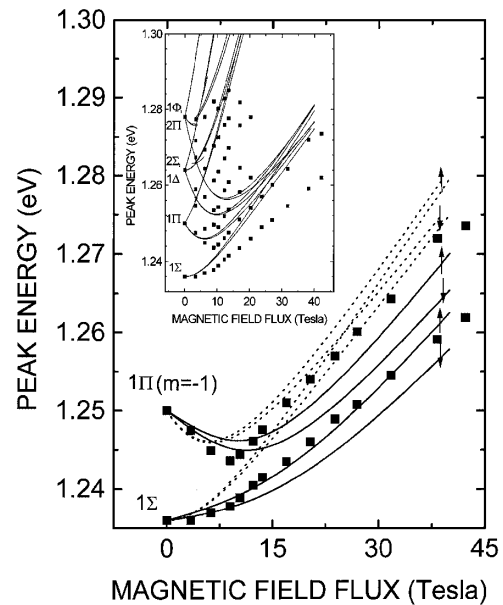 1.30
1.29
1.28
1.27
1.26
1.25
1.24
PEAK ENERGY (eV)
0
15
30
45
MAGNETIC FIELD FLUX (Tesla)
1Π(m=-1)
1Σ
1.30
1.28
1.26
1.24
PEAK ENERGY (eV)
0
10
20
30
40
MAGNETIC FIELD FLUX (Tesla)
1Φ
2Π
2Σ
1Δ
1Π
1Σ